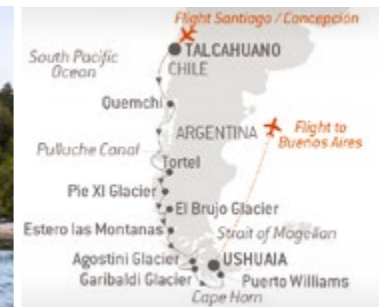 Flight Santiago / Concepción
TALCAHUANO
South Pacific
Ocean
CHILE
Quemchi
ARGENTINA
Flight to
Buenos Aires
Pulluche Canal
Tortel
Pie XI Glacier
El Brujo Glacier
Estero las Montanas
Strait of Magellan
Agostini Glacier
USHUAIA
Garibaldi Glacier
Puerto Williams
Cape Horn